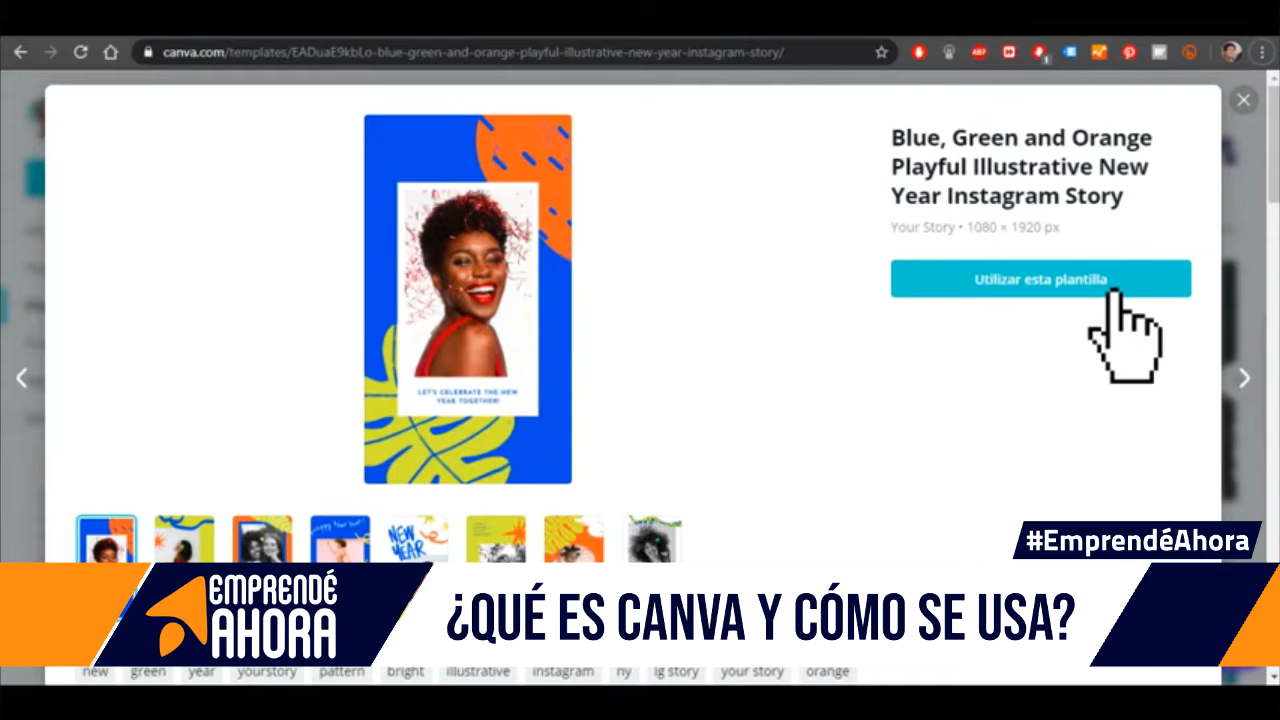 canva.com/templates/EADuaE9kbLo-blue-green-and-orange-playful-illustrative-new-year-instagram-story/
ABP
1
Blue, Green and Orange
Playful Illustrative New
Year Instagram Story
Your Story • 1080 × 1920 px
Utilizar esta plantilla
LET'S CELEBRATE THE NEW
YEAR TOGETHER!
NEW
YEAR
#EmprendéAhora
EMPRENDÉ
AHORA
¿QUÉ ES CANVA Y CÓMO SE USA?
new green year yourstory pattern bright illustrative instagram ny ig story your story orange